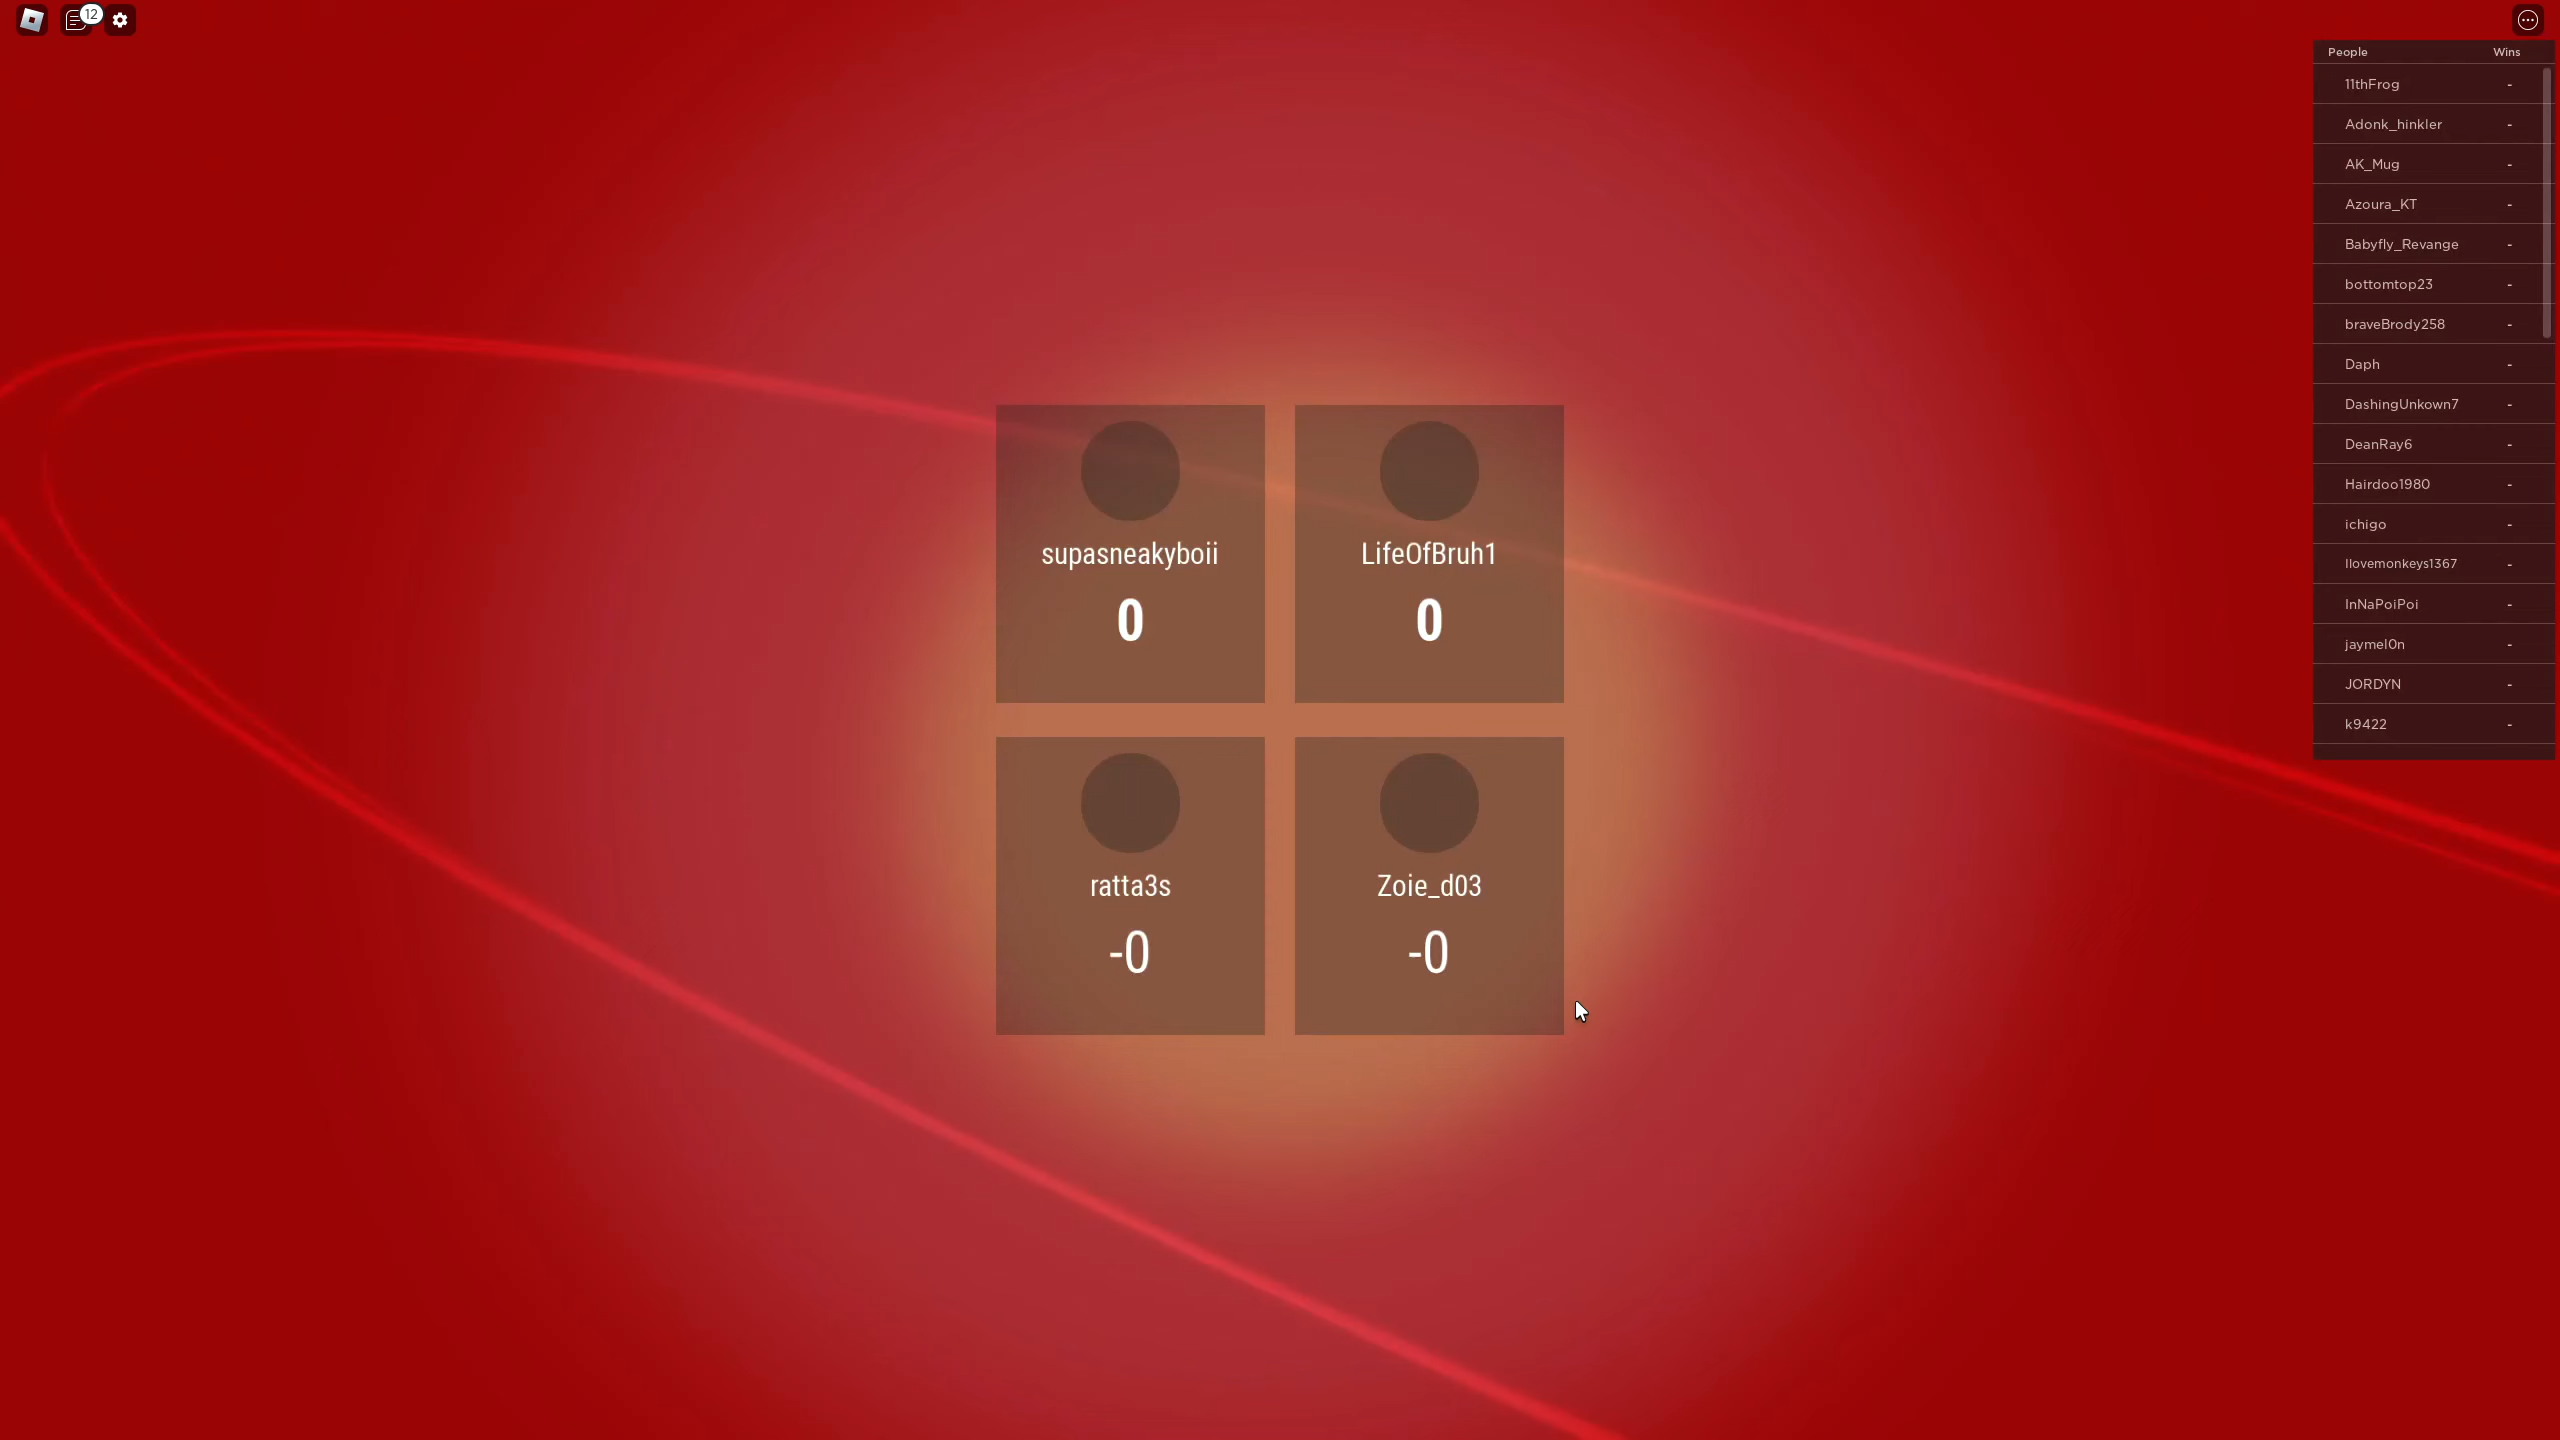 12
People Wins
11thFrog -
Adonk_hinkler -
AK_Mug -
Azoura_KT -
Babyfly_Revange -
bottomtop23 -
braveBrody258 -
Daph -
DashingUnkown7 -
DeanRay6 -
Hairdoo1980 -
ichigo -
Ilovemonkeys1367 -
InNaPoiPoi -
jaymel0n -
JORDYN -
k9422 -
supasneakyboii
0
LifeOfBruh1
0
ratta3s
-0
Zoie_d03
-0